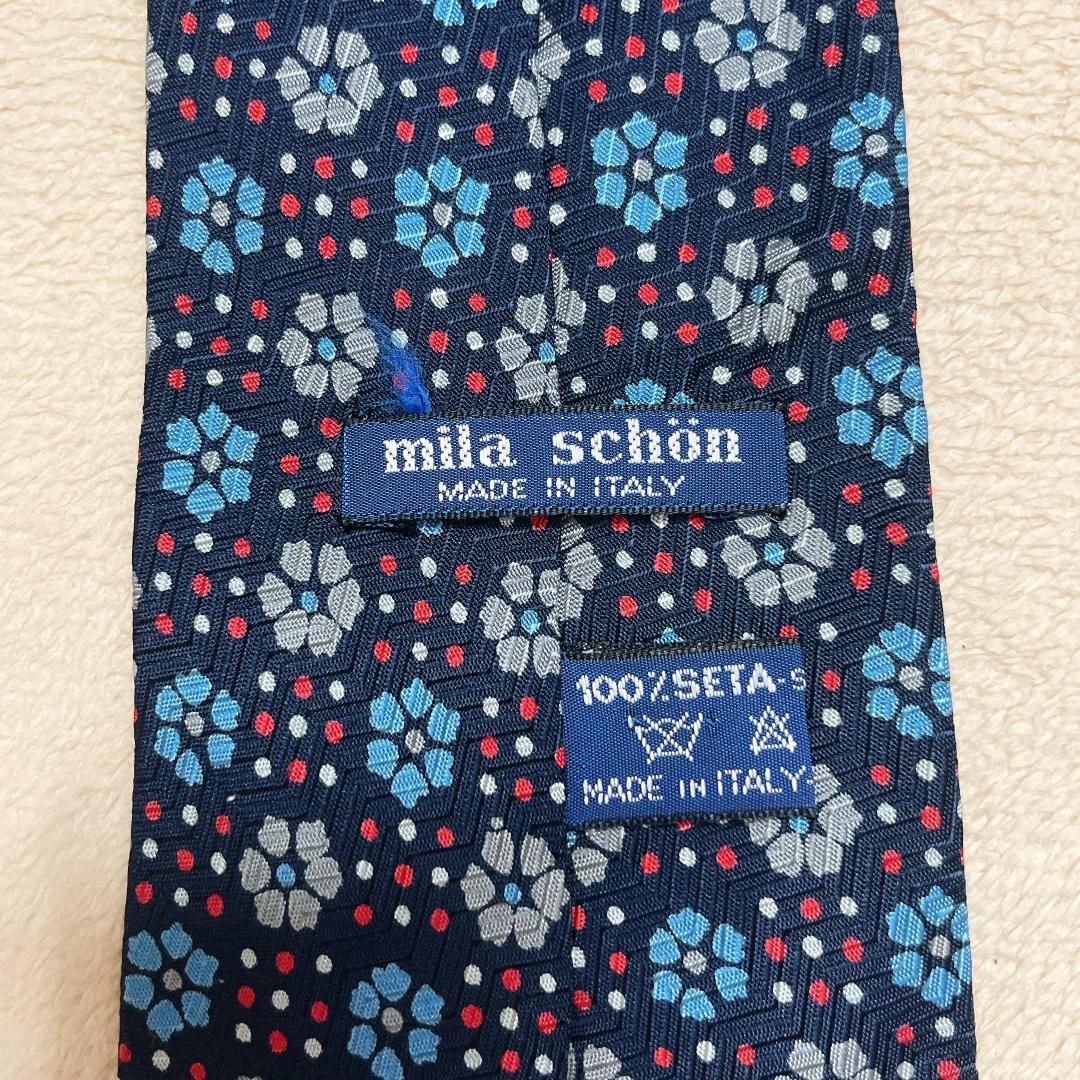 mila schön
MADE IN ITALY
100% SETA-S
MADE IN ITALY-